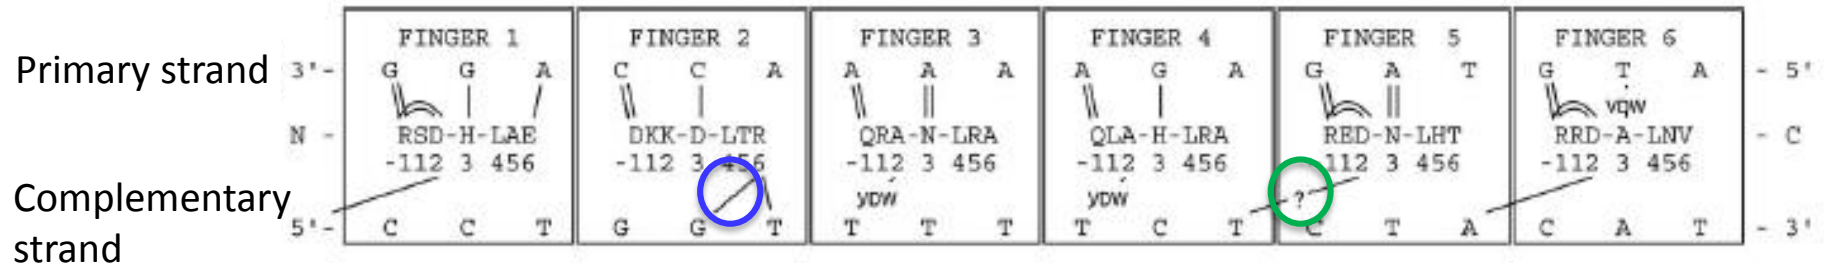 FINGER 1 FINGER 2 FINGER 3 FINGER 4 FINGER 5 FINGER 6
Primary strand 3'- G G A C C A A A A A G A G A T G T A - 5'
vdw
N - RSD-H-LAE DKK-D-LTR QRA-N-LRA QLA-H-LRA RED-N-LHT RRD-A-LNV - C
-112 3 456 -112 3 456 -112 3 456 -112 3 456 112 3 456 -112 3 456
Complementary
vdw vdw ?
strand 5'- C C T G G T T T T T C T C T A C A T - 3'